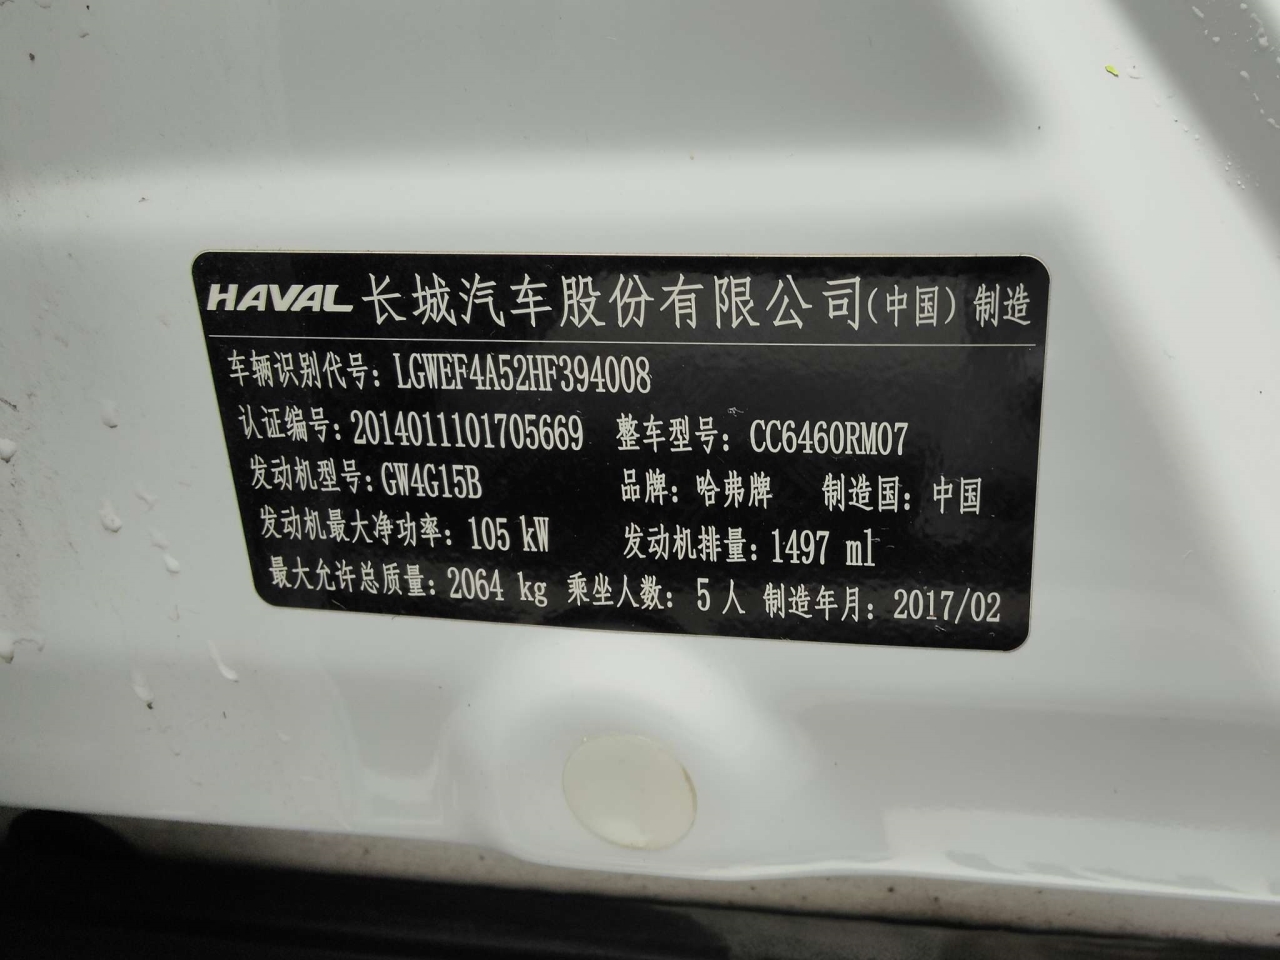 HAVAL 长城汽车股份有限公司(中国)制造
车辆识别代号: LGWEF4A52HF394008
认证编号: 2014011101705669 整车型号: CC6460RM07
发动机型号: GW4G15B 品牌: 哈弗牌 制造国: 中国
发动机最大净功率: 105 kW 发动机排量: 1497 ml
最大允许总质量: 2064 kg 乘坐人数: 5 人 制造年月: 2017/02